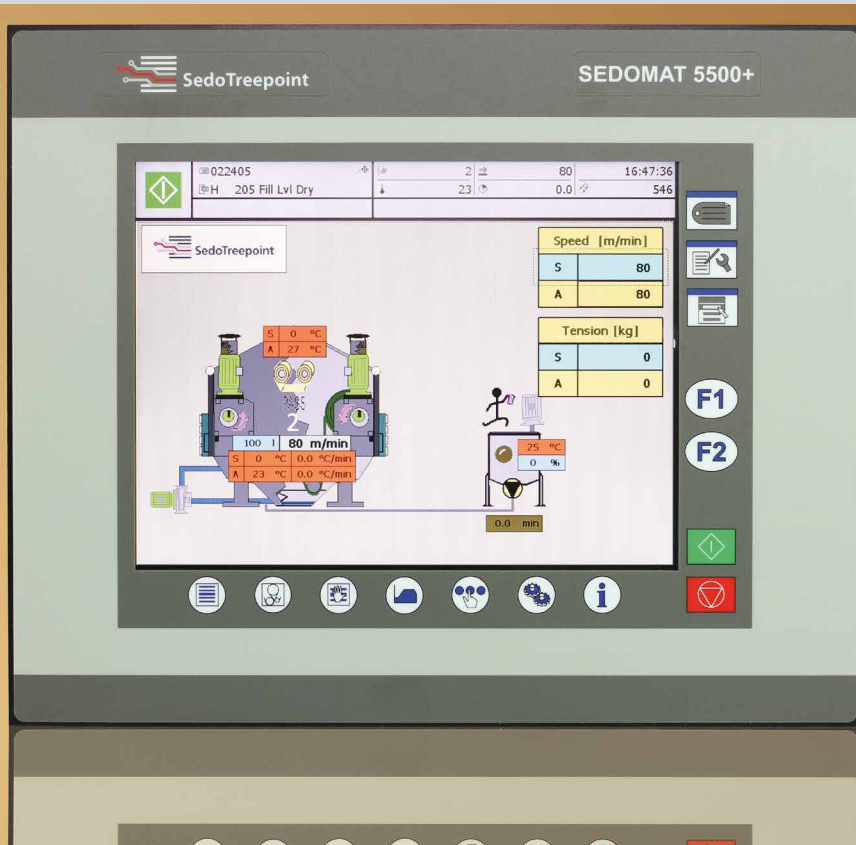 SedoTreepoint
SEDOMAT 5500+
022405 2 80 16:47:36
H 205 Fill Lvl Dry 23 0.0 546
SedoTreepoint
Speed [m/min]
S 80
A 80
Tension [kg]
S 0
A 0
S 0 °C
A 27 °C
PASS
2
100 l 80 m/min
S 0 °C 0.0 °C/min
A 23 °C 0.0 °C/min
25 °C
0 %
0.0 min
F1
F2
i